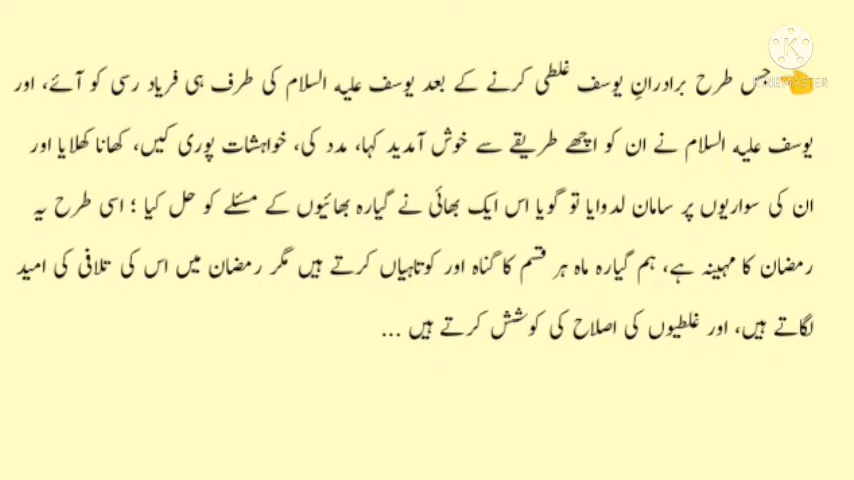 جس طرح برادرانِ یوسف غلطی کرنے کے بعد یوسف علیه السلام کی طرف ہی فریاد رسی کو آئے، اور
یوسف علیه السلام نے ان کو اچھے طریقے سے خوش آمدید کہا، مدد کی، خواہشات پوری کیں، کھانا کھلایا اور
ان کی سواریوں پر سامان لدوایا تو گویا اس ایک بھائی نے گیارہ بھائیوں کے مسئلے کو حل کیا ؛ اسی طرح یہ
رمضان کا مہینہ ہے، ہم گیارہ ماہ ہر قسم کا گناہ اور کوتاہیاں کرتے ہیں مگر رمضان میں اس کی تلافی کی امید
لگاتے ہیں، اور غلطیوں کی اصلاح کی کوشش کرتے ہیں ...
K
KINEMASTER